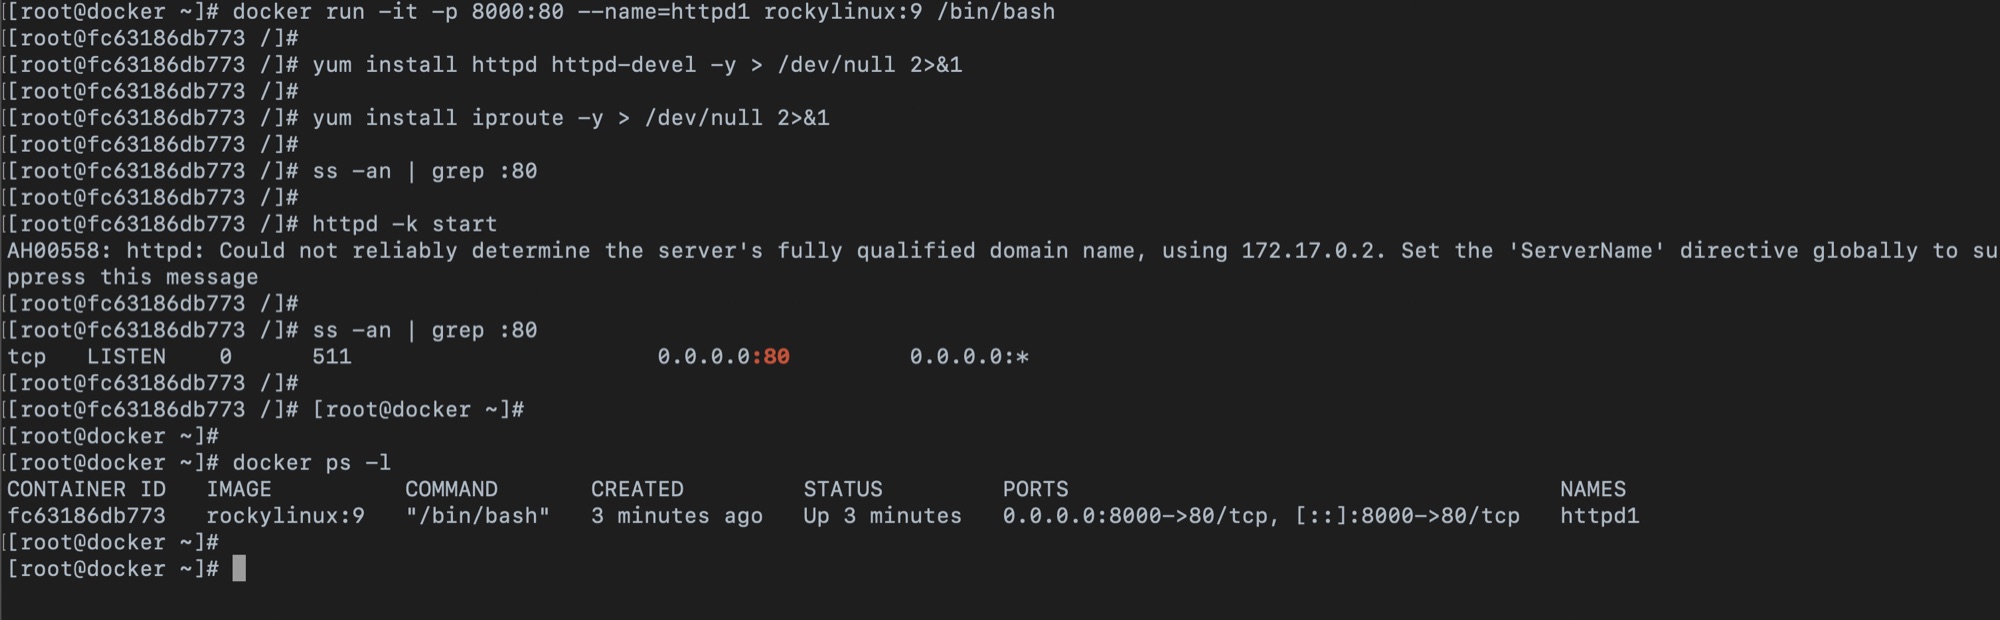 [root@docker ~]# docker run -it -p 8000:80 --name=httpd1 rockylinux:9 /bin/bash
[[root@fc63186db773 /]#
[[root@fc63186db773 /]# yum install httpd httpd-devel -y > /dev/null 2>&1
[[root@fc63186db773 /]#
[[root@fc63186db773 /]# yum install iproute -y > /dev/null 2>&1
[[root@fc63186db773 /]#
[[root@fc63186db773 /]# ss -an | grep :80
[[root@fc63186db773 /]#
[[root@fc63186db773 /]# httpd -k start
AH00558: httpd: Could not reliably determine the server's fully qualified domain name, using 172.17.0.2. Set the 'ServerName' directive globally to su
ppress this message
[[root@fc63186db773 /]#
[[root@fc63186db773 /]# ss -an | grep :80
tcp   LISTEN    0      511                       0.0.0.0:80         0.0.0.0:*
[[root@fc63186db773 /]#
[[root@fc63186db773 /]# [root@docker ~]#
[[root@docker ~]#
[[root@docker ~]# docker ps -l
CONTAINER ID   IMAGE          COMMAND       CREATED         STATUS         PORTS                                     NAMES
fc63186db773   rockylinux:9   "/bin/bash"   3 minutes ago   Up 3 minutes   0.0.0.0:8000->80/tcp, [::]:8000->80/tcp   httpd1
[[root@docker ~]#
[root@docker ~]#